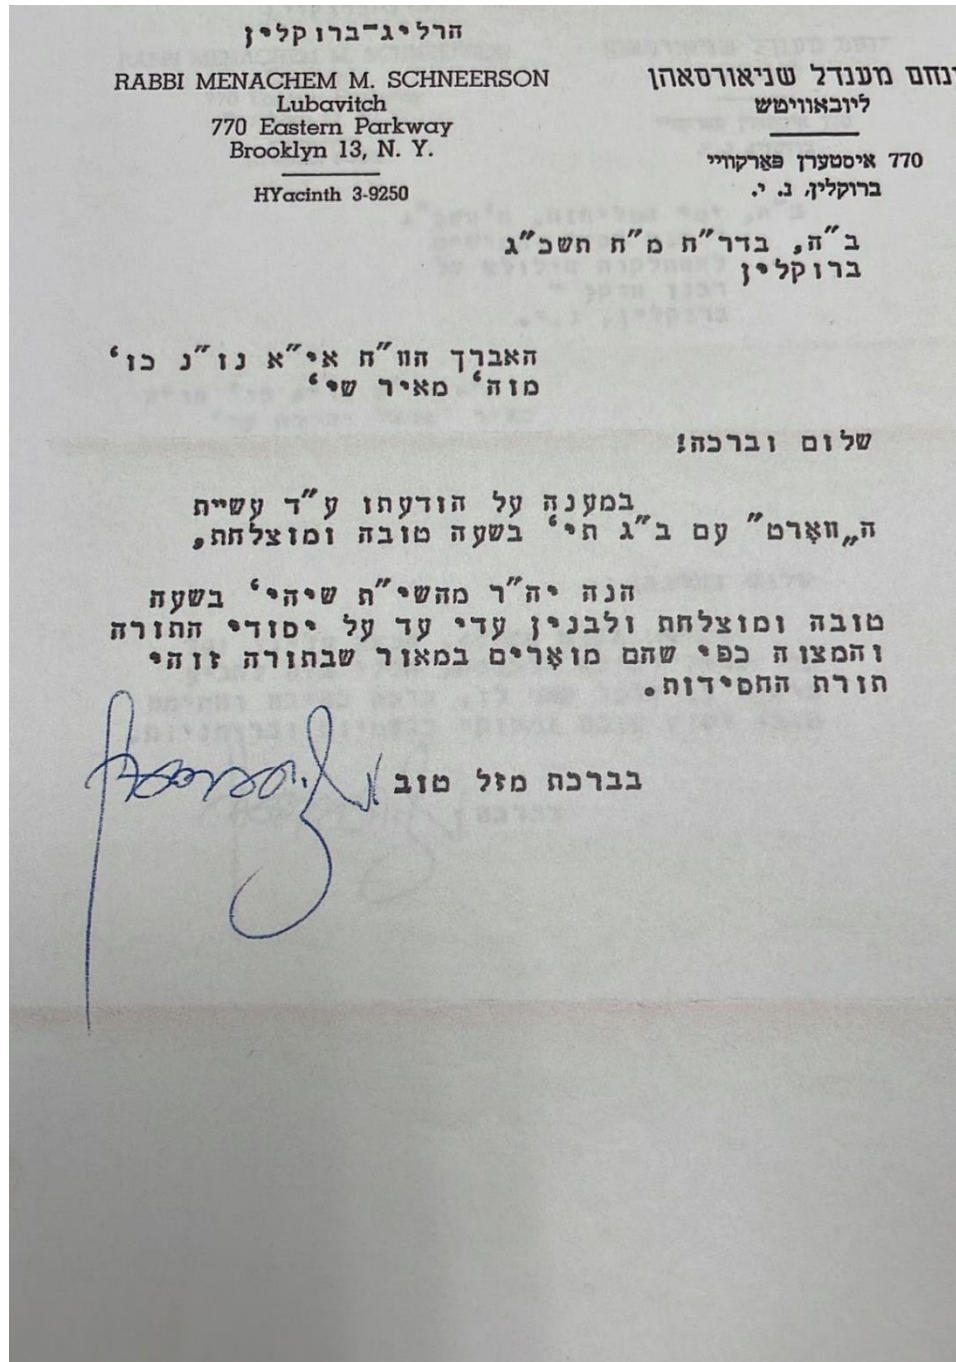 הרליג-ברוקלין
RABBI MENACHEM M. SCHNEERSON
Lubavitch
770 Eastern Parkway
Brooklyn 13, N. Y.
HYacinth 3-9250
נחם מענדל שניאורסאהן
ליובאוויטש
770 איסטערן פארקוויי
ברוקלין, נ. י.
ב"ה, בדר"ח מ"ח תשכ"ג
ברוקלין
האברך הוו"ח אי"א נו"נ כו'
מוה' מאיר שי'
שלום וברכה!
במענה על הודעתו ע"ד עשיית
ה„ווארט" עם ב"ג תי' בשעה טובה ומוצלחת,
הנה יה"ר מהשי"ת שיהי' בשעה
טובה ומוצלחת ולבנין עדי עד על יסודי התורה
והמצוה כפי שהם מוארים במאור שבתורה זוהי
תורת החסידות.
בברכת מזל טוב